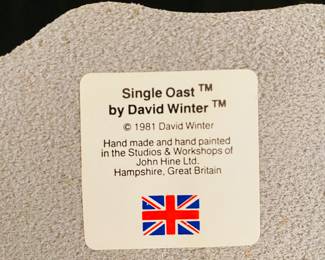 Single Oast ™
by David Winter ™
© 1981 David Winter
Hand made and hand painted
in the Studios & Workshops of
John Hine Ltd.
Hampshire, Great Britain